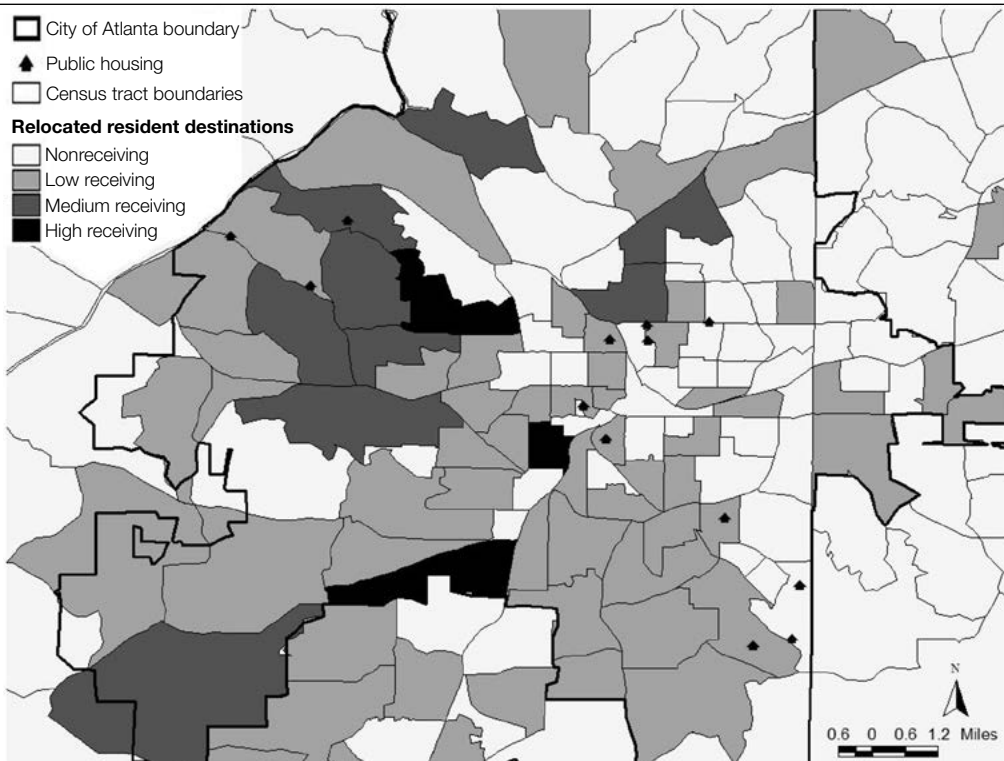 City of Atlanta boundary
Public housing
Census tract boundaries
Relocated resident destinations
Nonreceiving
Low receiving
Medium receiving
High receiving
N
0.6 0 0.6 1.2 Miles